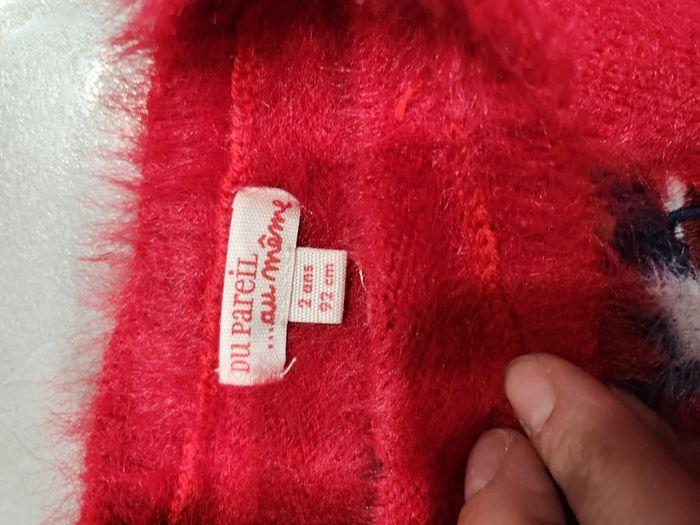 DU PAREIL
...au même
2 ans
92 cm